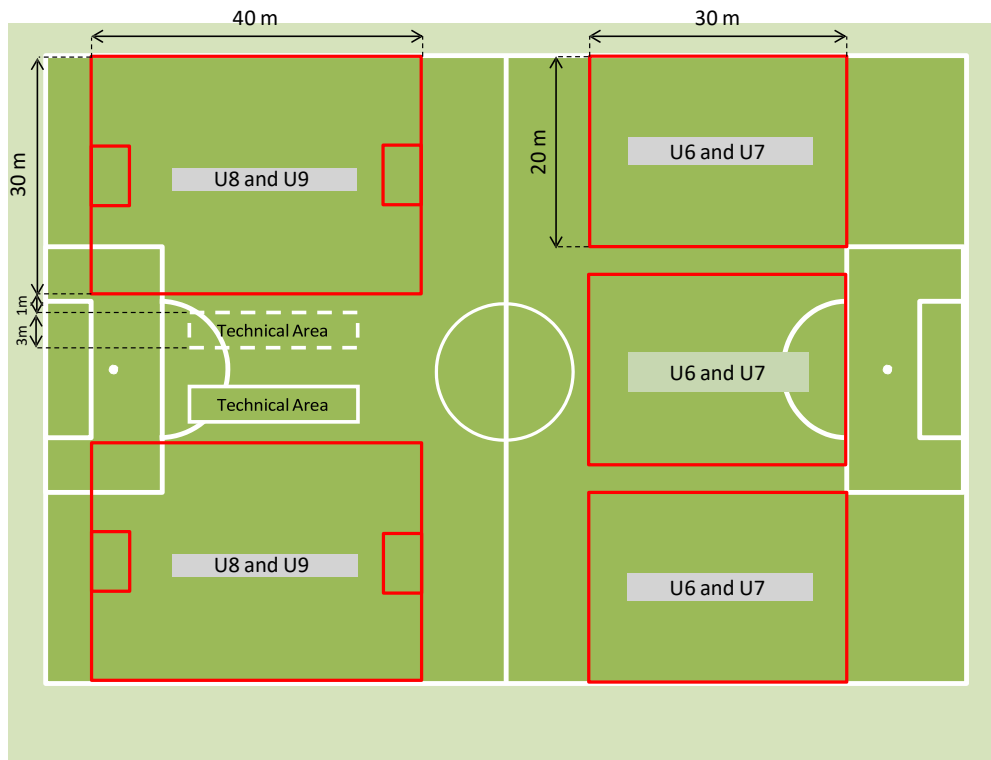 40 m
30 m
30 m
20 m
U6 and U7
U8 and U9
1m
3m
Technical Area
U6 and U7
Technical Area
U8 and U9
U6 and U7